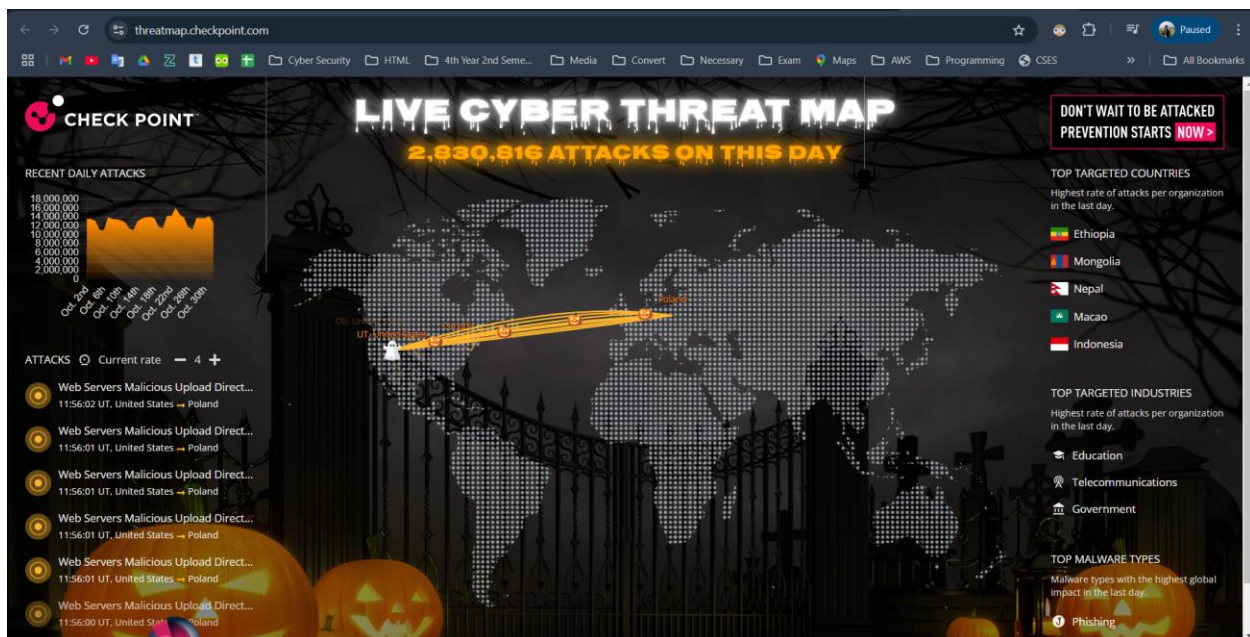 threatmap.checkpoint.com
Paused
Cyber Security
HTML
4th Year 2nd Seme...
Media
Convert
Necessary
Exam
Maps
AWS
Programming
CSES
»
All Bookmarks
CHECK POINT
LIVE CYBER THREAT MAP
2,830,816 ATTACKS ON THIS DAY
DON'T WAIT TO BE ATTACKED
PREVENTION STARTS NOW >
RECENT DAILY ATTACKS
18,000,000
16,000,000
14,000,000
12,000,000
10,000,000
8,000,000
6,000,000
4,000,000
2,000,000
0
Oct. 2nd
Oct. 6th
Oct. 10th
Oct. 14th
Oct. 18th
Oct. 22nd
Oct. 26th
Oct. 30th
ATTACKS Current rate − 4 +
Web Servers Malicious Upload Direct...
11:56:02 UT, United States → Poland
Web Servers Malicious Upload Direct...
11:56:01 UT, United States → Poland
Web Servers Malicious Upload Direct...
11:56:01 UT, United States → Poland
Web Servers Malicious Upload Direct...
11:56:01 UT, United States → Poland
Web Servers Malicious Upload Direct...
11:56:01 UT, United States → Poland
Web Servers Malicious Upload Direct...
11:56:00 UT, United Poland
Poland
OR,
UT, United States
TOP TARGETED COUNTRIES
Highest rate of attacks per organization
in the last day.
Ethiopia
Mongolia
Nepal
Macao
Indonesia
TOP TARGETED INDUSTRIES
Highest rate of attacks per organization
in the last day.
Education
Telecommunications
Government
TOP MALWARE TYPES
Malware types with the highest global
impact in the last day.
Phishing